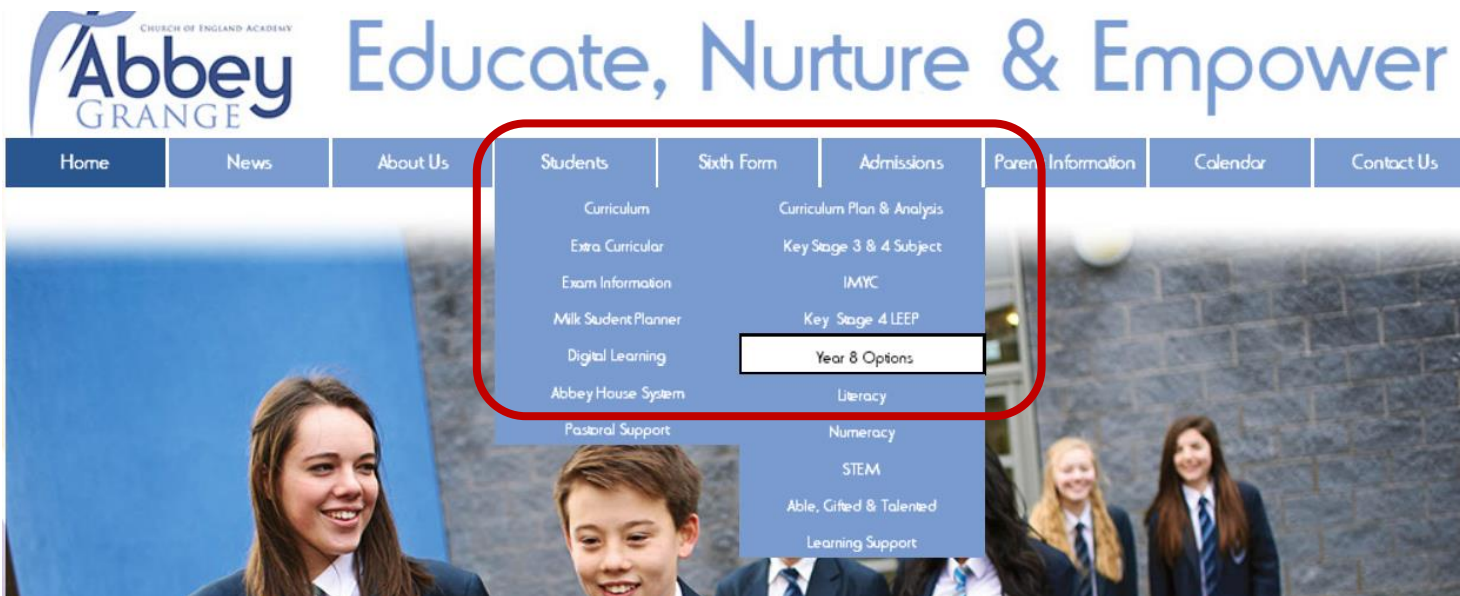 CHURCH OF ENGLAND ACADEMY
Abbey
GRANGE
Educate, Nurture & Empower
Home News About Us Students Sixth Form Admissions Parent Information Calendar Contact Us
Curriculum Curriculum Plan & Analysis
Extra Curricular Key Stage 3 & 4 Subject
Exam Information IMYC
Milk Student Planner Key Stage 4 LEEP
Digital Learning Year 8 Options
Abbey House System Literacy
Pastoral Support Numeracy
STEM
Able, Gifted & Talented
Learning Support